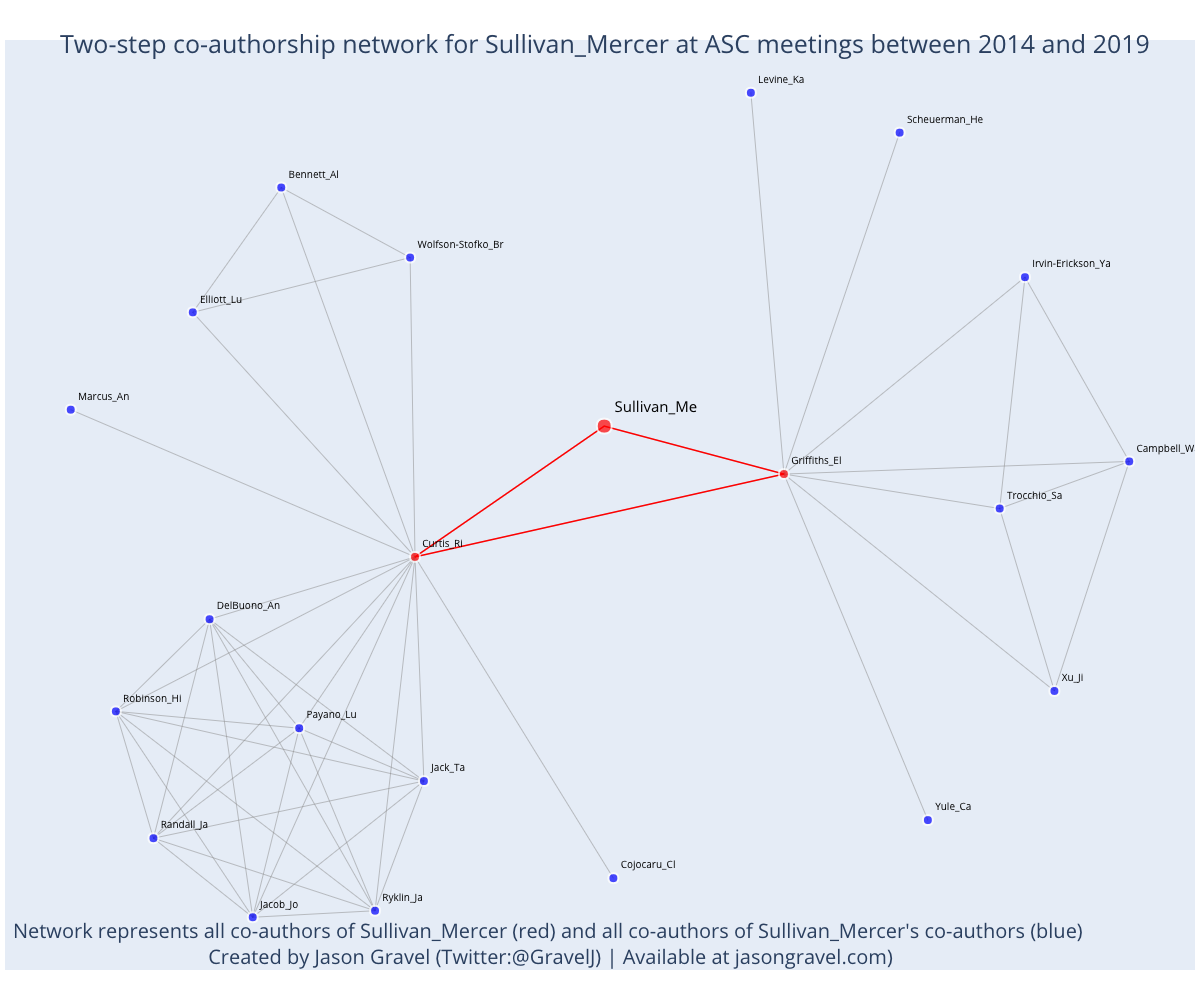 Two-step co-authorship network for Sullivan_Mercer at ASC meetings between 2014 and 2019
Levine_Ka
Scheuerman_He
Bennett_Al
Wolfson-Stofko_Br
Irvin-Erickson_Ya
Elliott_Lu
Marcus_An
Sullivan_Me
Campbell_W
Griffiths_El
Trocchio_Sa
Curtis_Ri
DelBuono_An
Xu_Ji
Robinson_Hi
Payano_Lu
Jack_Ta
Yule_Ca
Randall_Ja
Cojocaru_Cl
Ryklin_Ja
Jacob_Jo
Network represents all co-authors of Sullivan_Mercer (red) and all co-authors of Sullivan_Mercer's co-authors (blue)
Created by Jason Gravel (Twitter:@GravelJ) | Available at jasongravel.com)